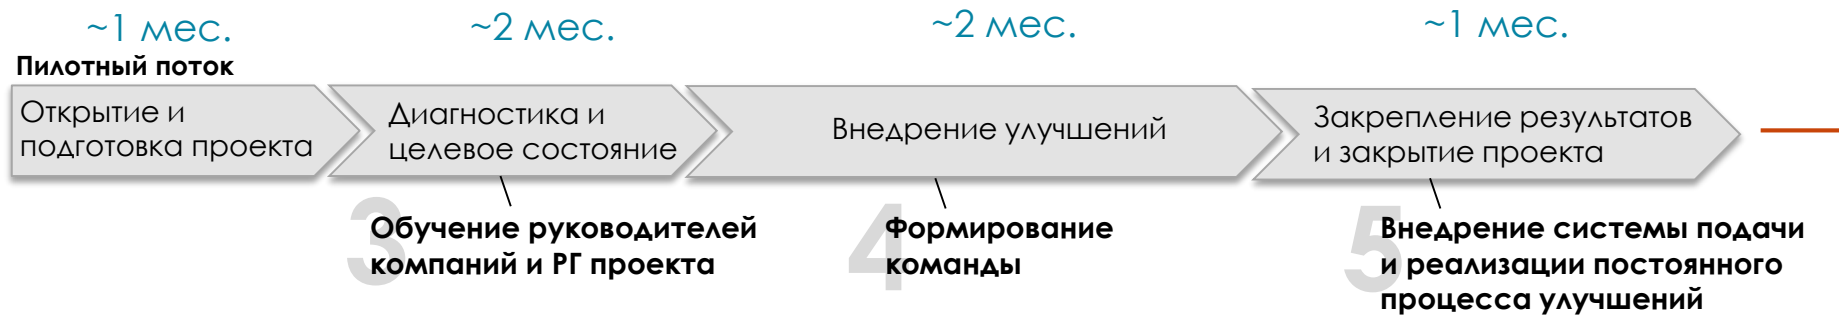 ~1 мес.
~2 мес.
~2 мес.
~1 мес.
Пилотный поток
Открытие и
подготовка проекта
Диагностика и
целевое состояние
Внедрение улучшений
Закрепление результатов
и закрытие проекта
3
Обучение руководителей
компаний и РГ проекта
4
Формирование
команды
5
Внедрение системы подачи
и реализации постоянного
процесса улучшений